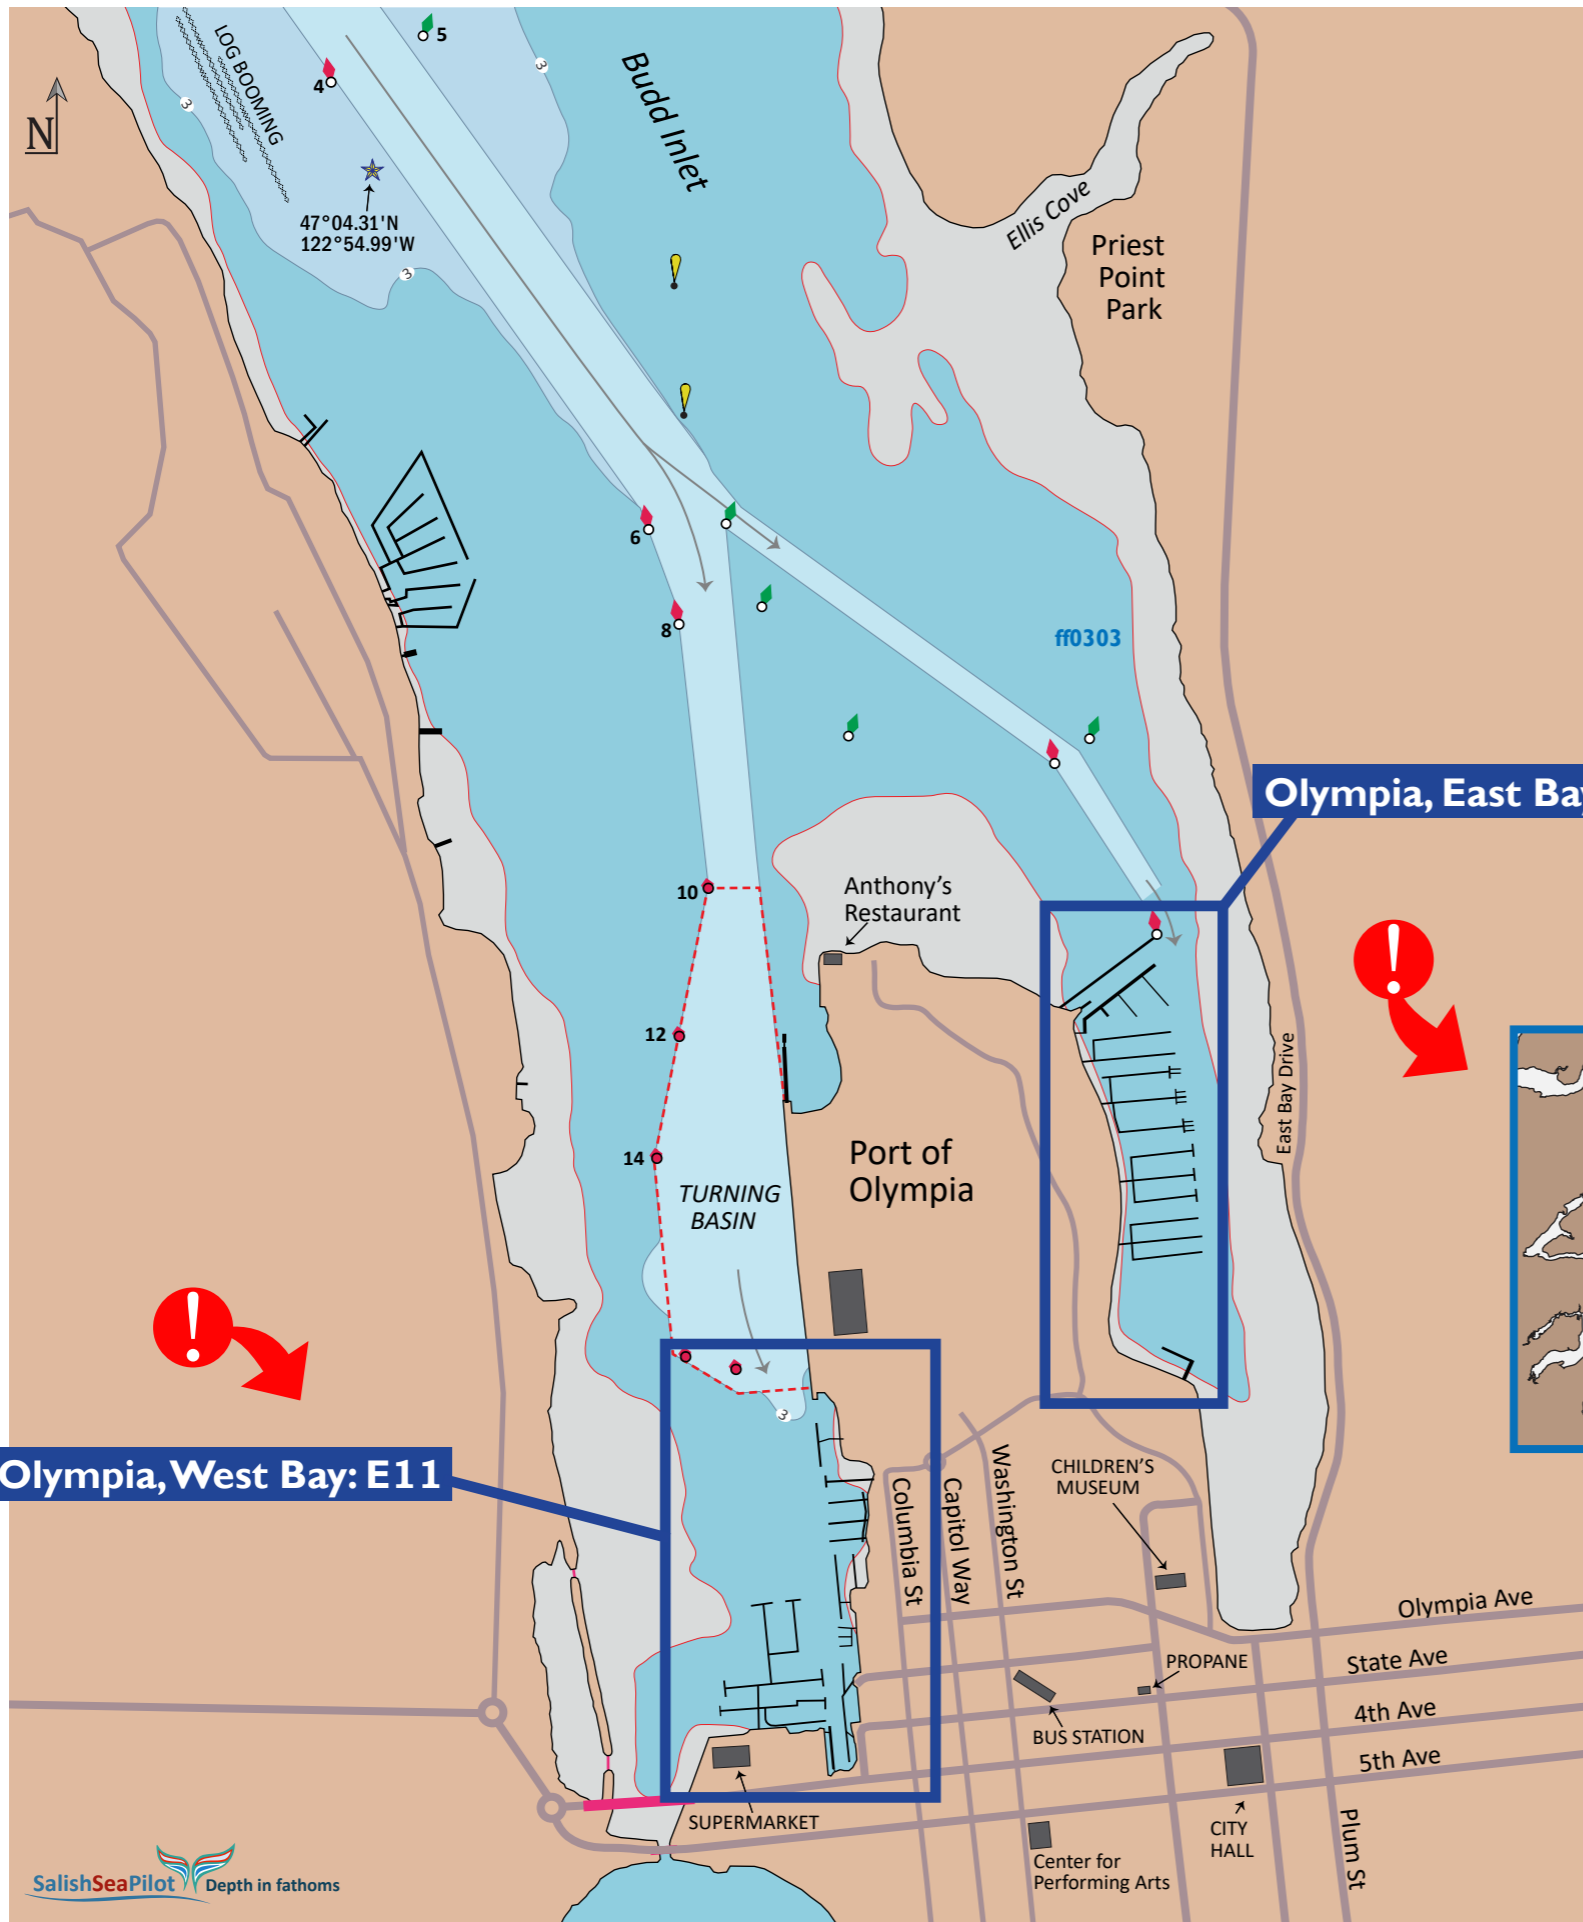 5
LOG BOOMING
4
3
3
Budd Inlet
N
47°04.31'N
122°54.99'W
3
Ellis Cove
Priest
Point
Park
6
8
ff0303
Olympia, East Bay
10
Anthony's
Restaurant
12
East Bay Drive
14
Port of
Olympia
TURNING
BASIN
3
Olympia, West Bay: E11
Columbia St
Capitol Way
Washington St
CHILDREN'S
MUSEUM
Olympia Ave
State Ave
PROPANE
4th Ave
BUS STATION
5th Ave
SUPERMARKET
CITY
HALL
Plum St
Center for
Performing Arts
SalishSeaPilot Depth in fathoms